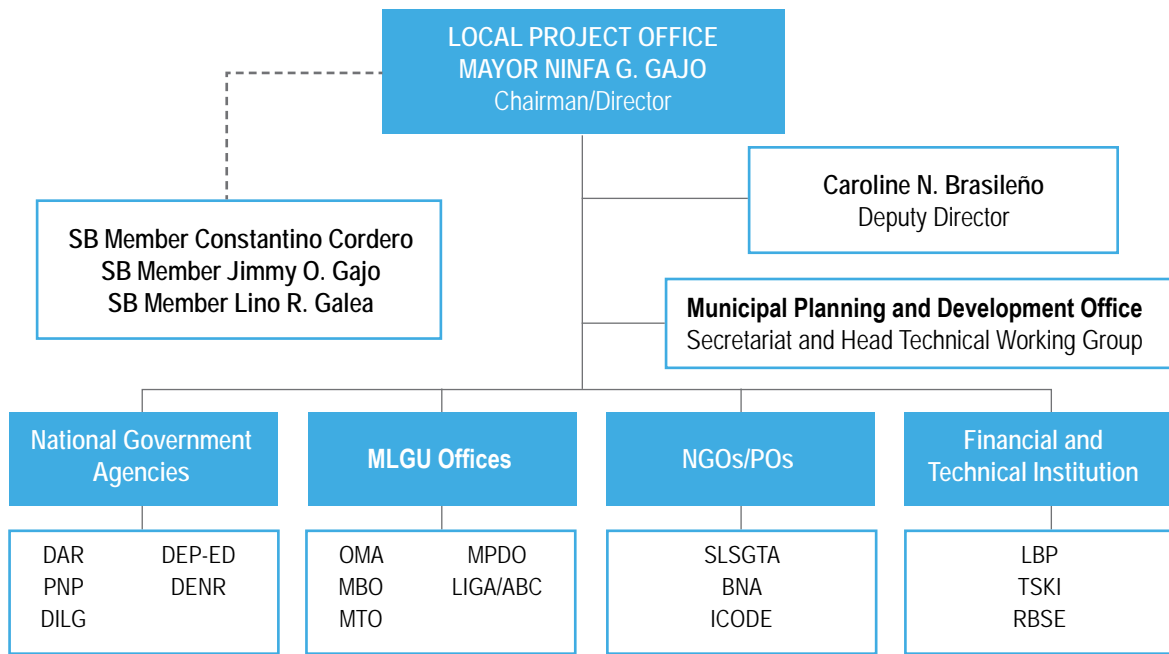 LOCAL PROJECT OFFICE
MAYOR NINFA G. GAJO
Chairman/Director
Caroline N. Brasileño
Deputy Director
SB Member Constantino Cordero
SB Member Jimmy O. Gajo
SB Member Lino R. Galea
Municipal Planning and Development Office
Secretariat and Head Technical Working Group
National Government
Agencies
MLGU Offices
NGOs/POs
Financial and
Technical Institution
DAR DEP-ED
PNP DENR
DILG
OMA MPDO
MBO LIGA/ABC
MTO
SLSGTA
BNA
ICODE
LBP
TSKI
RBSE